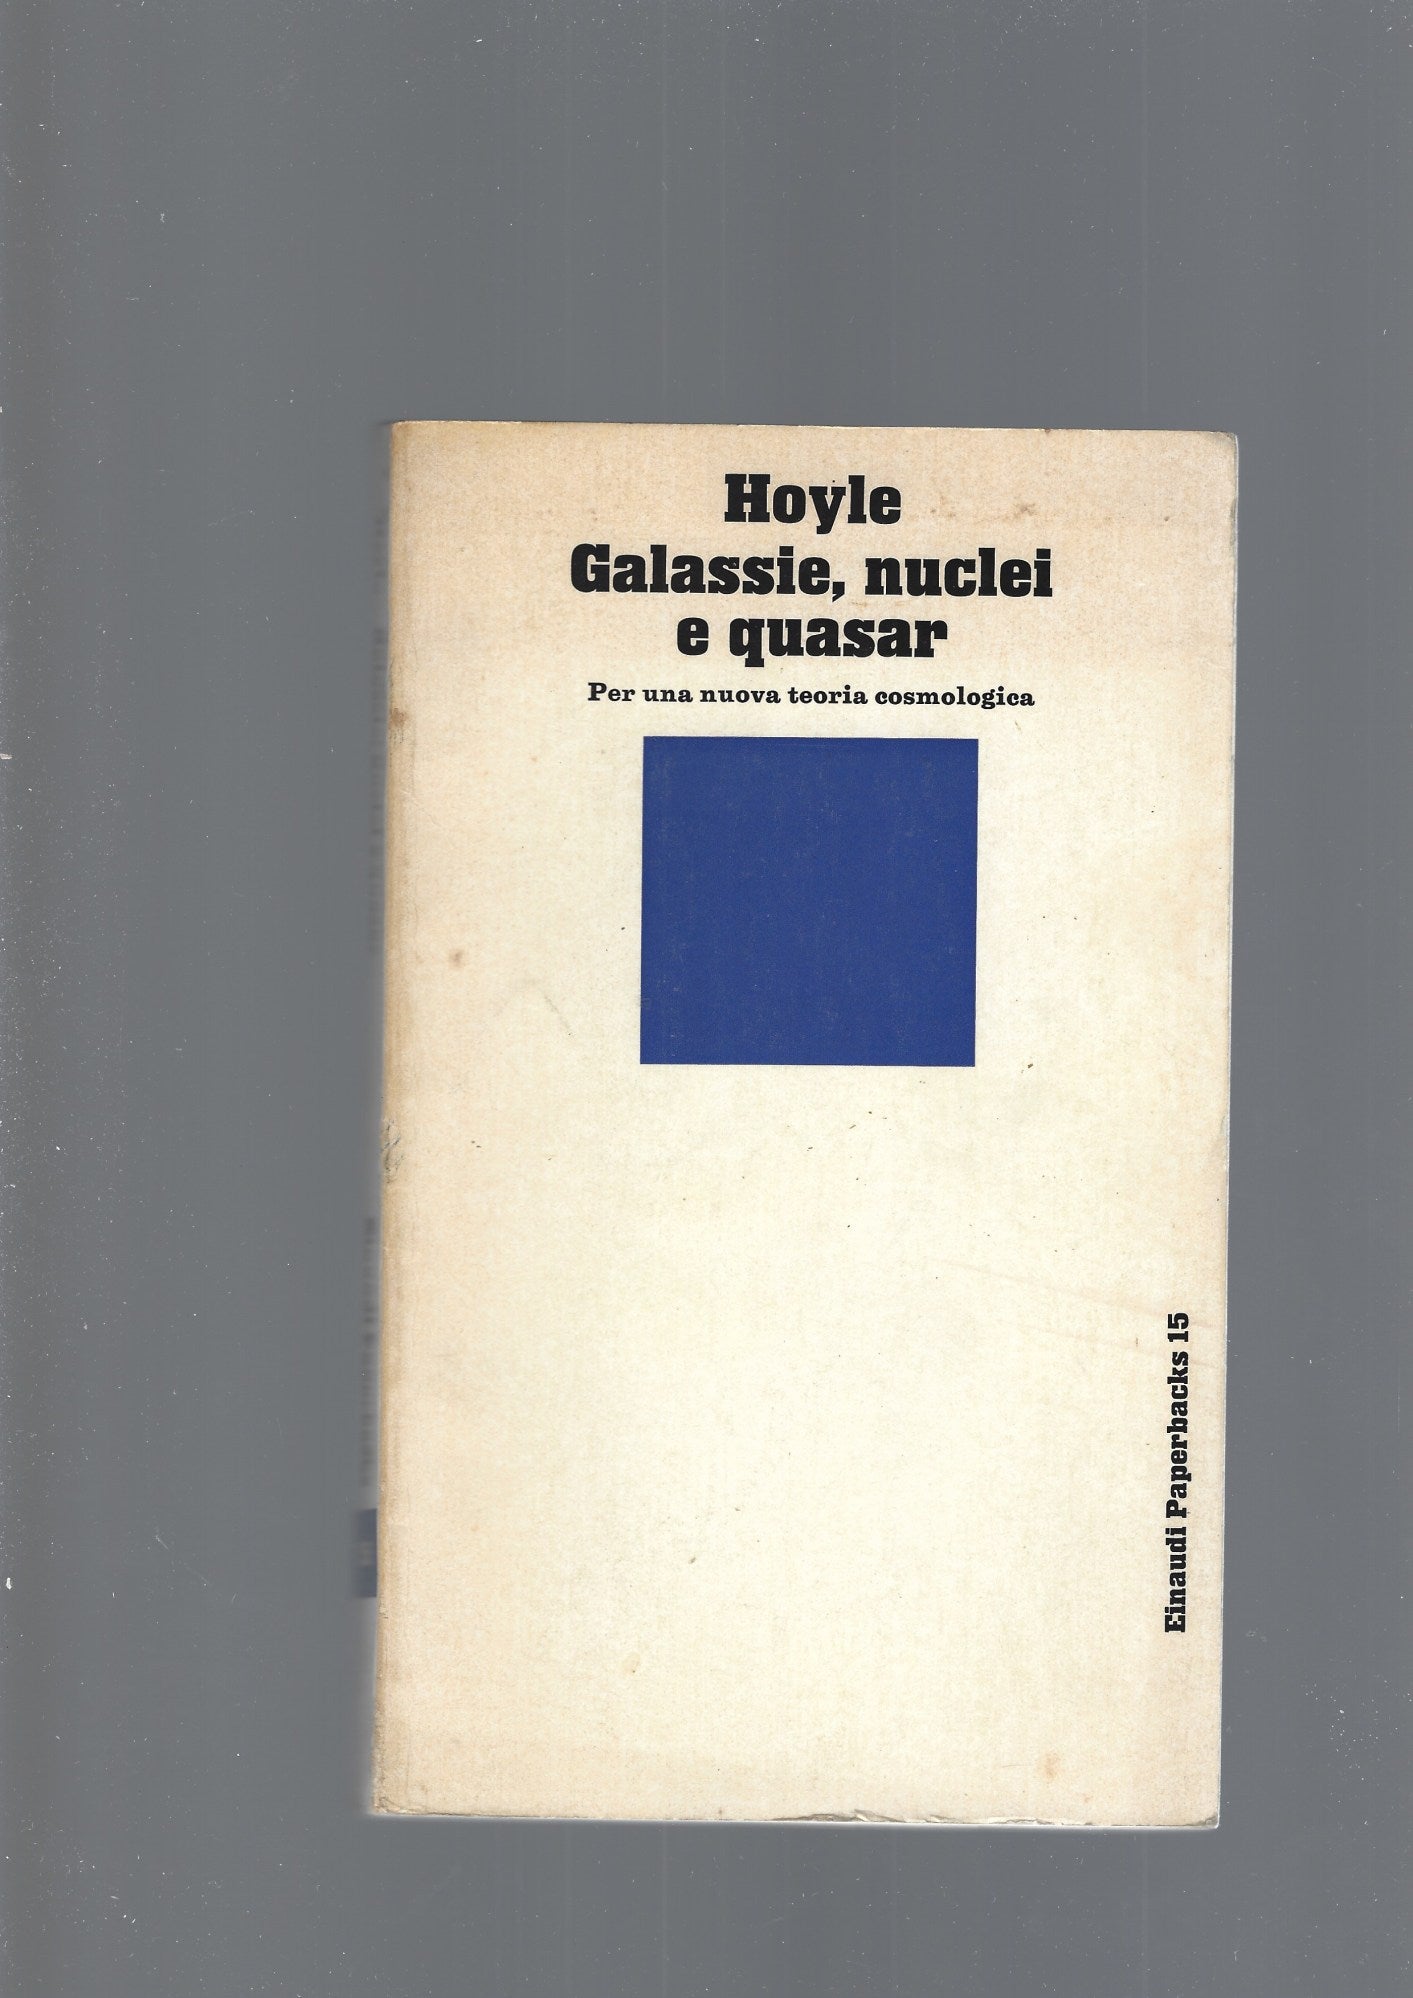 Hoyle
Galassie, nuclei
e quasar
Per una nuova teoria cosmologica
Einaudi Paperbacks 15